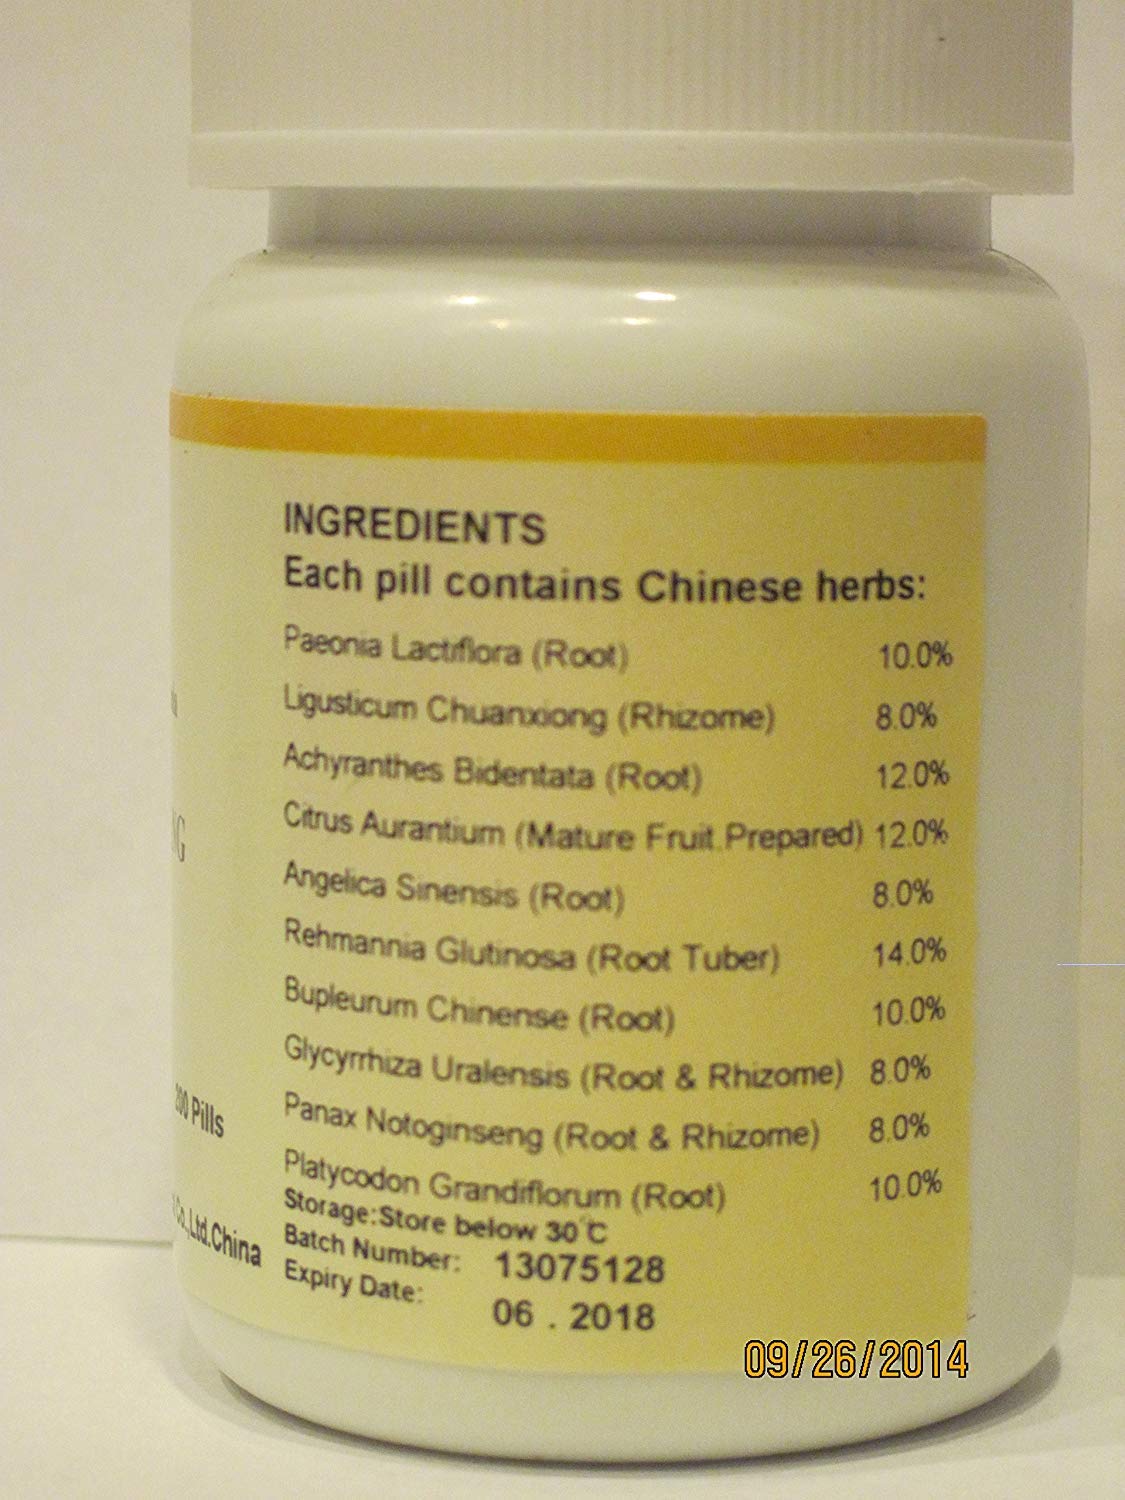 INGREDIENTS
Each pill contains Chinese herbs:
Paeonia Lactiflora (Root) 10.0%
Ligusticum Chuanxiong (Rhizome) 8.0%
Achyranthes Bidentata (Root) 12.0%
Citrus Aurantium (Mature Fruit.Prepared) 12.0%
Angelica Sinensis (Root) 8.0%
Rehmannia Glutinosa (Root Tuber) 14.0%
Bupleurum Chinense (Root) 10.0%
Glycyrrhiza Uralensis (Root & Rhizome) 8.0%
Panax Notoginseng (Root & Rhizome) 8.0%
Platycodon Grandiflorum (Root) 10.0%
Storage:Store below 30°C
Batch Number: 13075128
Expiry Date: 06 . 2018
200 Pills
Co.,Ltd.China
09/26/2014